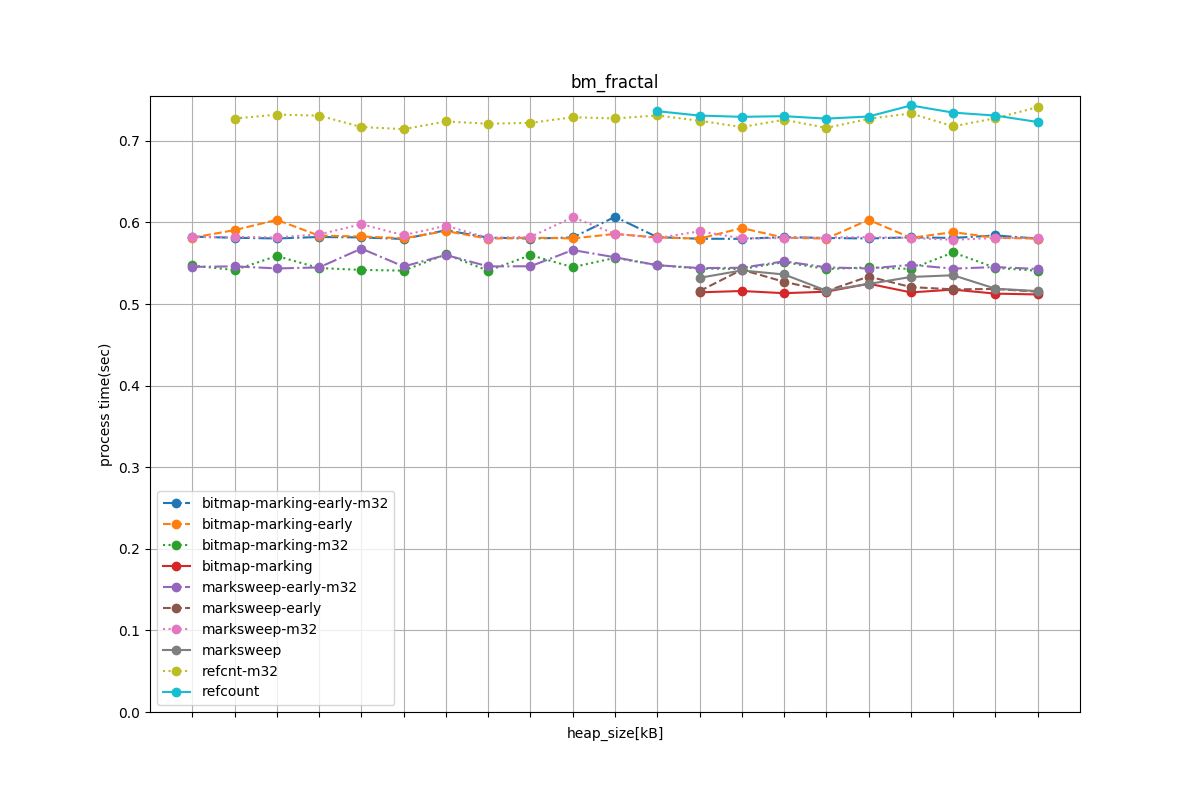 bm_fractal
process time(sec)
0.7
0.6
0.5
0.4
0.3
0.2
0.1
0.0
bitmap-marking-early-m32
bitmap-marking-early
bitmap-marking-m32
bitmap-marking
marksweep-early-m32
marksweep-early
marksweep-m32
marksweep
refcnt-m32
refcount
heap_size[kB]